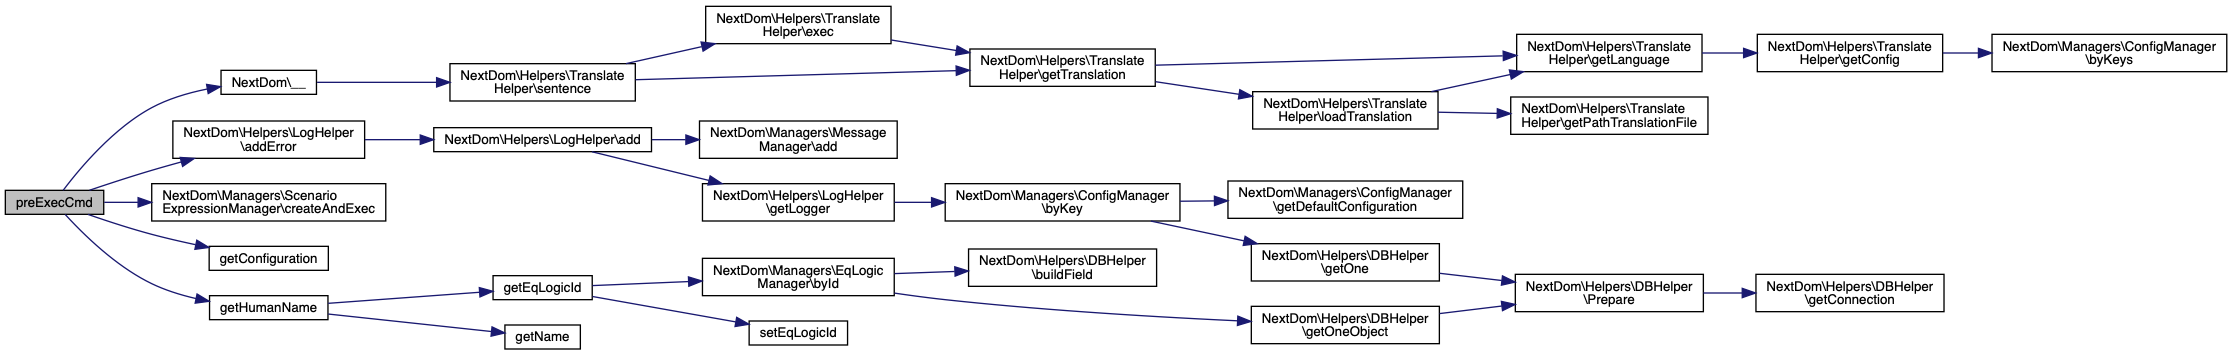 preExecCmd
NextDom\__
NextDom\Helpers\LogHelper
\addError
NextDom\Managers\Scenario
ExpressionManager\createAndExec
getConfiguration
getHumanName
NextDom\Helpers\Translate
Helper\sentence
NextDom\Helpers\LogHelper\add
getEqLogicId
getName
NextDom\Helpers\Translate
Helper\exec
NextDom\Managers\Message
Manager\add
NextDom\Helpers\LogHelper
\getLogger
NextDom\Managers\EqLogic
Manager\byId
setEqLogicId
NextDom\Helpers\Translate
Helper\getTranslation
NextDom\Managers\ConfigManager
\byKey
NextDom\Helpers\DBHelper
\buildField
NextDom\Helpers\Translate
Helper\loadTranslation
NextDom\Managers\ConfigManager
\getDefaultConfiguration
NextDom\Helpers\DBHelper
\getOne
NextDom\Helpers\DBHelper
\getOneObject
NextDom\Helpers\Translate
Helper\getLanguage
NextDom\Helpers\Translate
Helper\getPathTranslationFile
NextDom\Helpers\DBHelper
\Prepare
NextDom\Helpers\Translate
Helper\getConfig
NextDom\Helpers\DBHelper
\getConnection
NextDom\Managers\ConfigManager
\byKeys